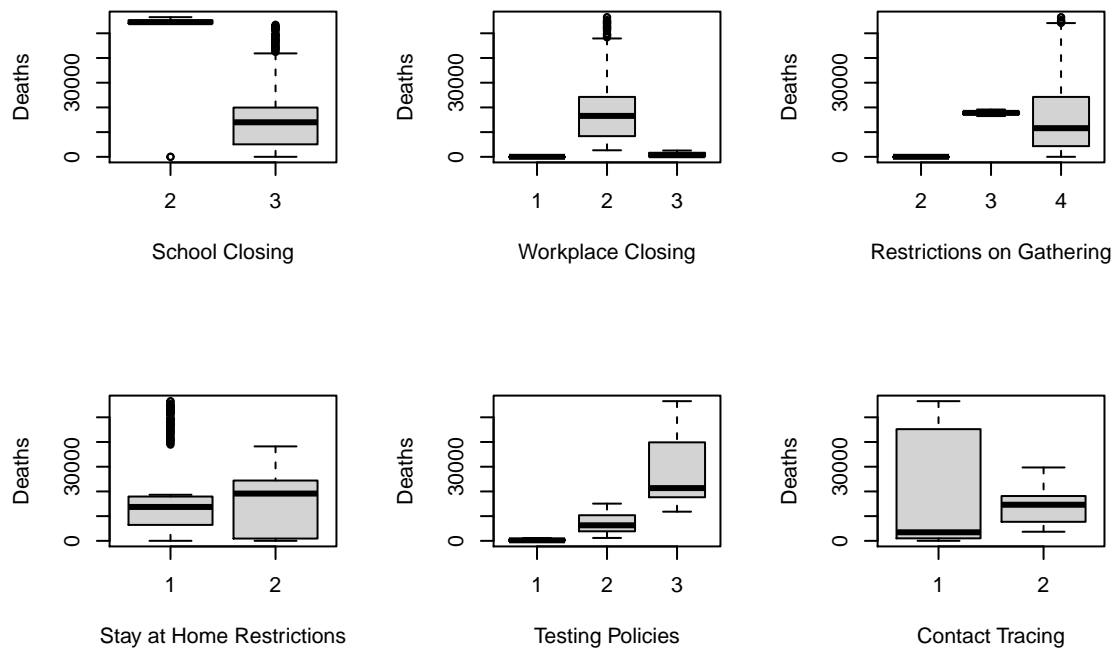 Deaths
30000
0
2 3
School Closing
Deaths
30000
0
1 2 3
Workplace Closing
Deaths
30000
0
2 3 4
Restrictions on Gathering
Deaths
30000
0
1 2
Stay at Home Restrictions
Deaths
30000
0
1 2 3
Testing Policies
Deaths
30000
0
1 2
Contact Tracing